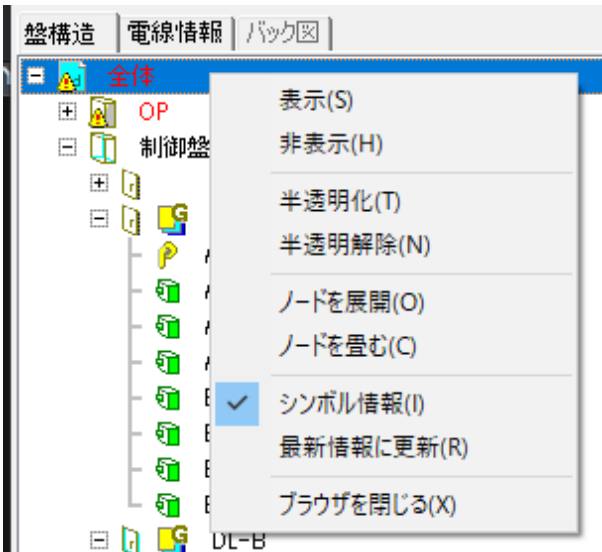 盤構造 電線情報 バック図
全体
OP
制御盤
DL-B
表示(S)
非表示(H)
半透明化(T)
半透明解除(N)
ノードを展開(O)
ノードを畳む(C)
シンボル情報(I)
最新情報に更新(R)
ブラウザを閉じる(X)